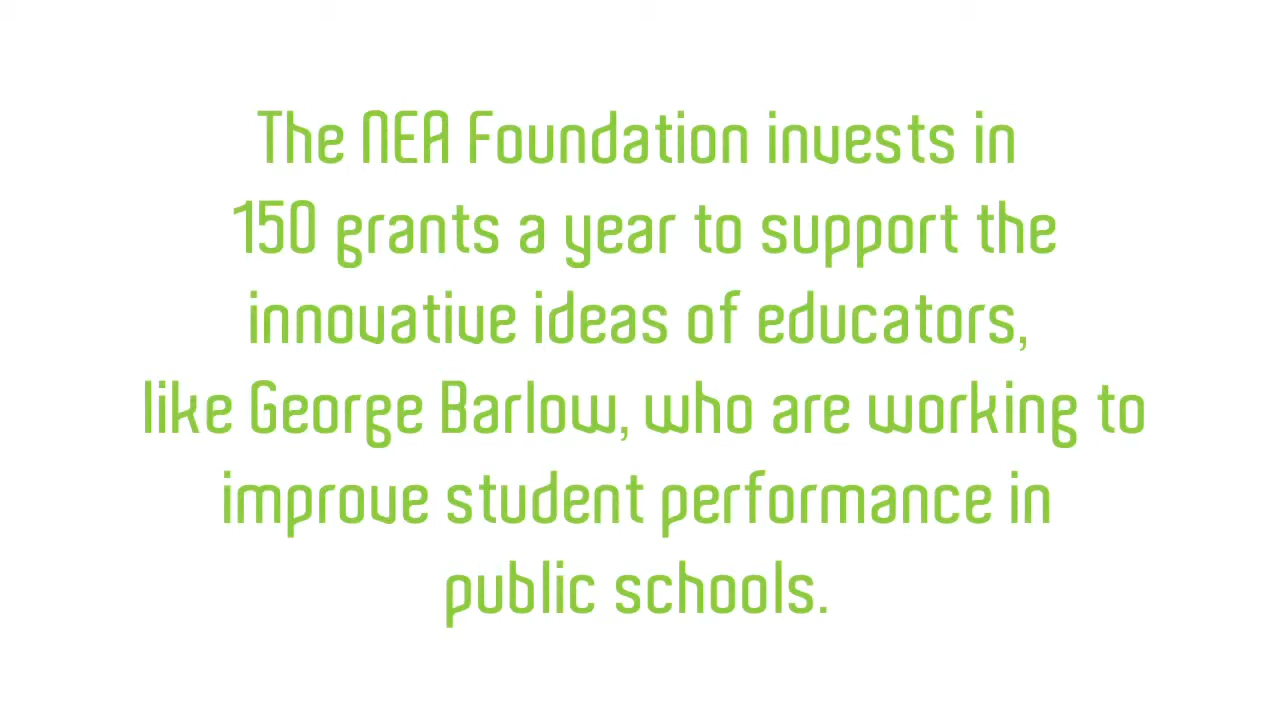 The NEA Foundation invests in
150 grants a year to support the
innovative ideas of educators,
like George Barlow, who are working to
improve student performance in
public schools.